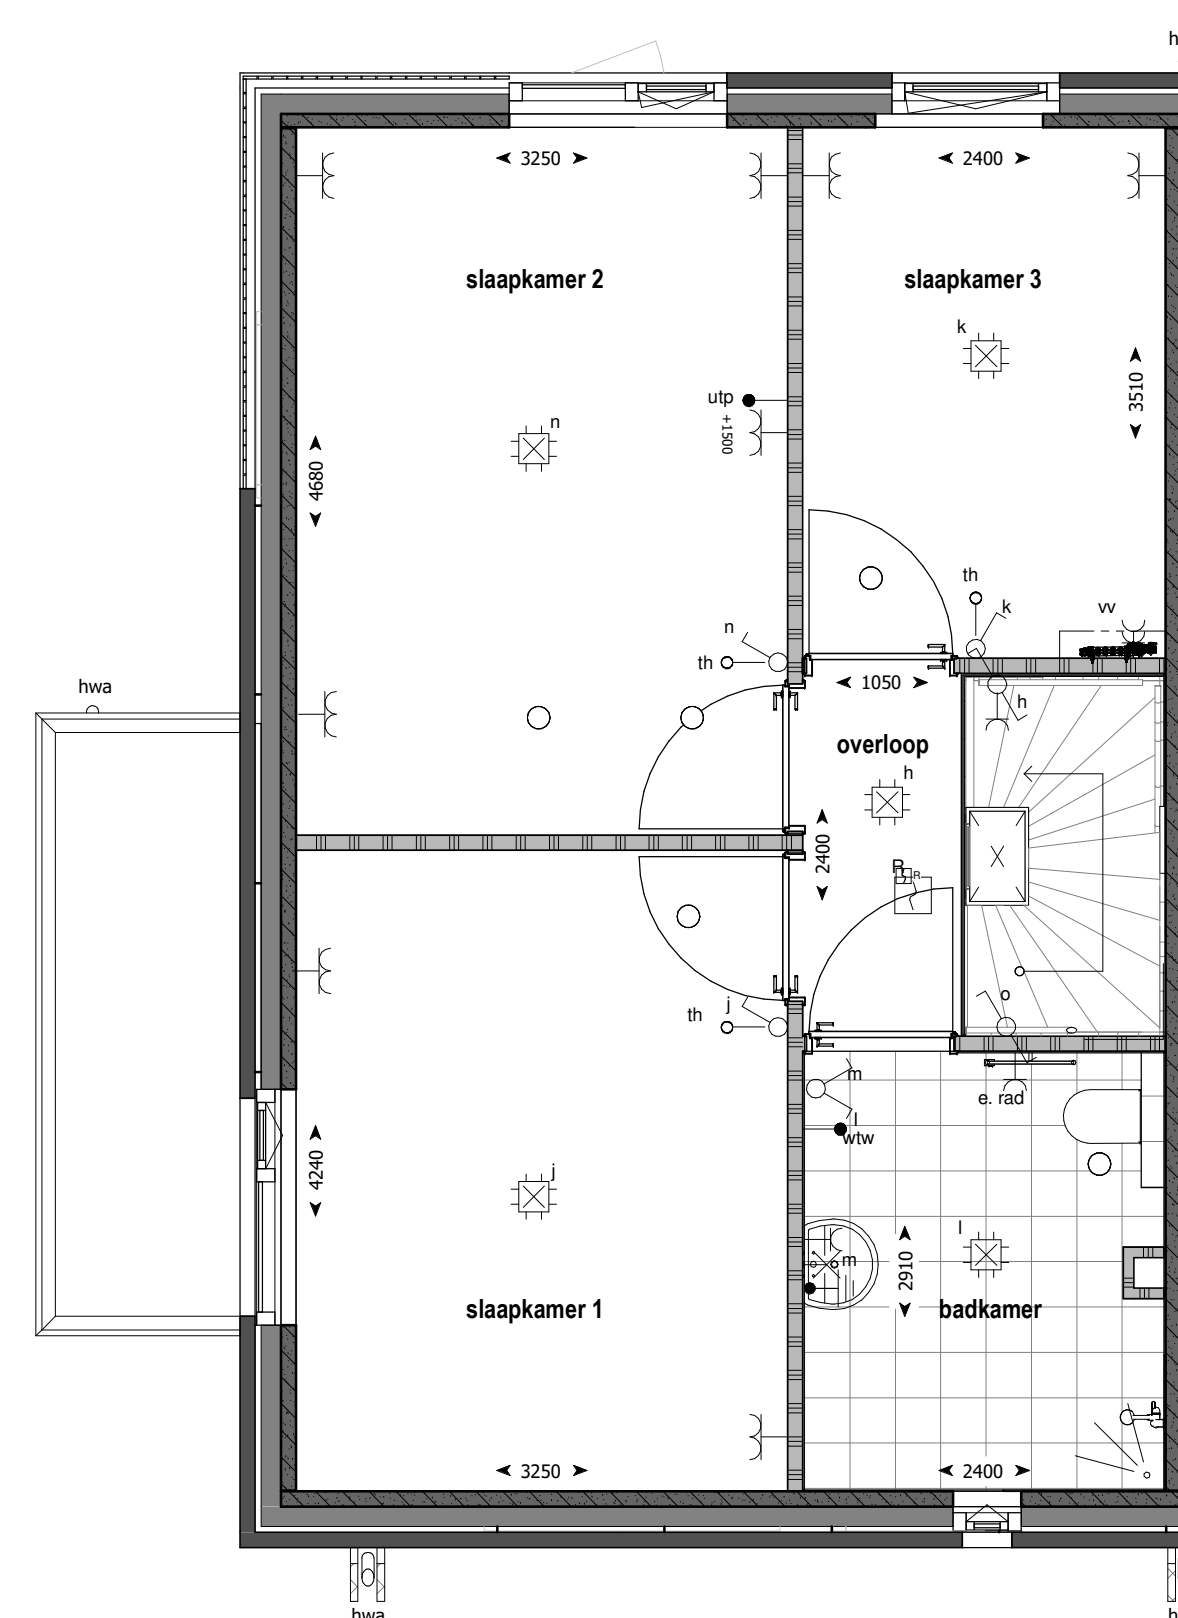 h
3250
2400
slaapkamer 2
slaapkamer 3
k
3510
utp
+1500
n
4680
th
k
vv
n
th
1050
h
hwa
overloop
h
2400
R
R
o
j
th
m
e. rad
l
wtw
4240
j
l
m
2910
slaapkamer 1
badkamer
3250
2400
hwa
h